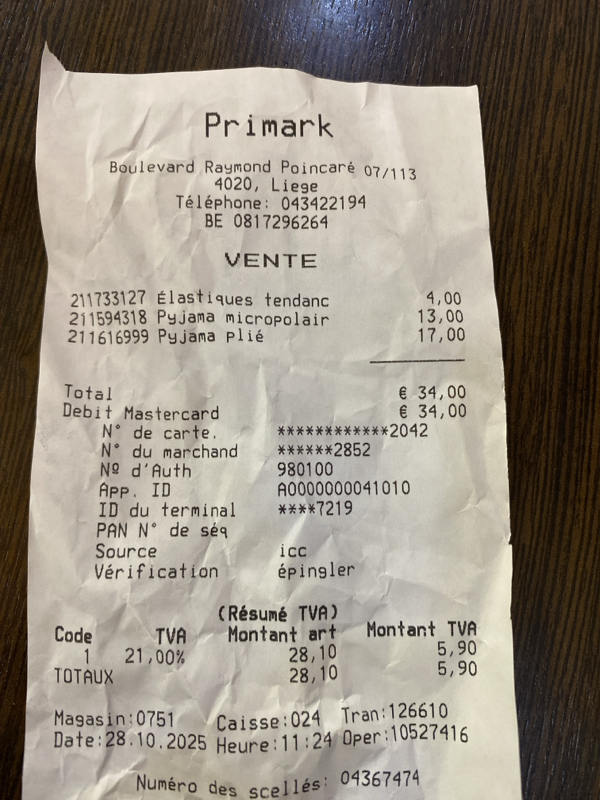 Primark
Boulevard Raymond Poincaré 07/113
4020, Liege
Téléphone: 043422194
BE 0817296264
VENTE
211733127 Élastiques tendanc 4,00
211594318 Pyjama micropolair 13,00
211616999 Pyjama plié 17,00
Total € 34,00
Debit Mastercard € 34,00
N° de carte. ************2042
N° du marchand ******2852
Nº d'Auth 980100
App. ID A0000000041010
ID du terminal ****7219
PAN N° de séq
Source icc
Vérification épingler
(Résumé TVA)
Code TVA Montant art Montant TVA
1 21,00% 28,10 5,90
TOTAUX 28,10 5,90
Magasin:0751 Caisse:024 Tran:126610
Date:28.10.2025 Heure:11:24 Oper:10527416
Numéro des scellés: 04367474